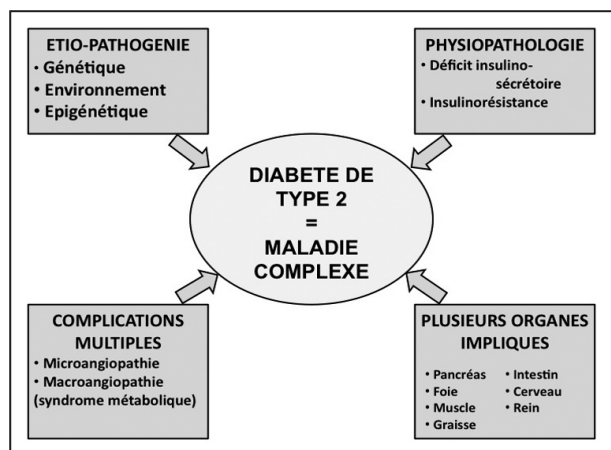 ETIO-PATHOGENIE
• Génétique
• Environnement
• Epigénétique
PHYSIOPATHOLOGIE
• Déficit insulino-
sécrétoire
• Insulinorésistance
DIABETE DE
TYPE 2
=
MALADIE
COMPLEXE
COMPLICATIONS
MULTIPLES
• Microangiopathie
• Macroangiopathie
(syndrome métabolique)
PLUSIEURS ORGANES
IMPLIQUES
• Pancréas
• Foie
• Muscle
• Graisse
• Intestin
• Cerveau
• Rein